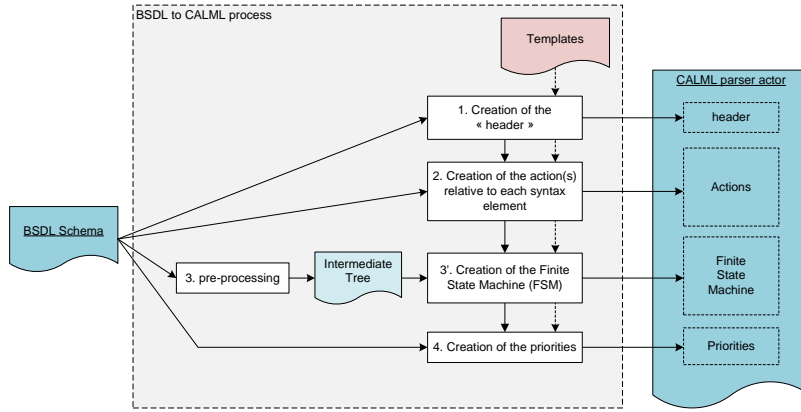 BSDL to CALML process
Templates
CALML parser actor
1. Creation of the
« header »
header
2. Creation of the action(s)
relative to each syntax
element
Actions
BSDL Schema
3. pre-processing
Intermediate
Tree
3'. Creation of the Finite
State Machine (FSM)
Finite
State
Machine
4. Creation of the priorities
Priorities